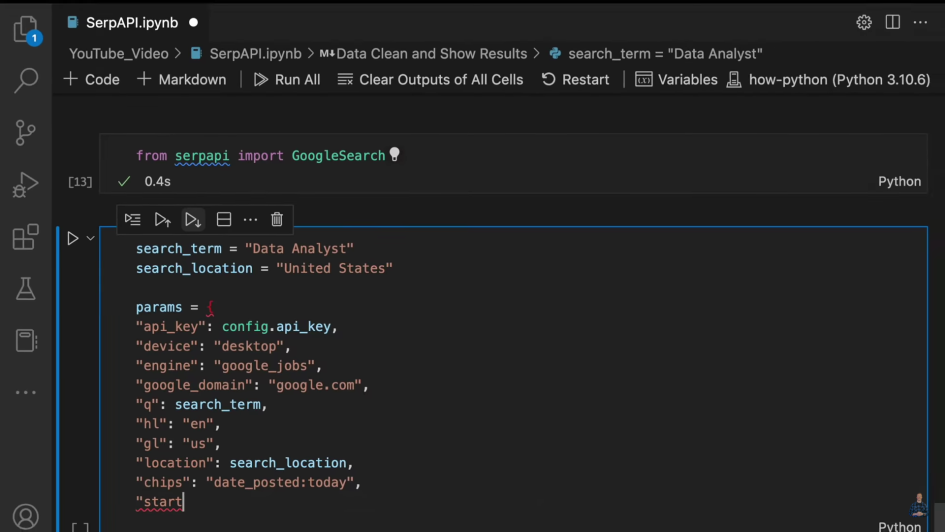 SerpAPI.ipynb
1
YouTube_Video > SerpAPI.ipynb > M↓Data Clean and Show Results > search_term = "Data Analyst"
+ Code + Markdown Run All Clear Outputs of All Cells Restart Variables how-python (Python 3.10.6)
from serpapi import GoogleSearch
[13] 0.4s Python
search_term = "Data Analyst"
search_location = "United States"
params = {
"api_key": config.api_key,
"device": "desktop",
"engine": "google_jobs",
"google_domain": "google.com",
"q": search_term,
"hl": "en",
"gl": "us",
"location": search_location,
"chips": "date_posted:today",
"start
[ ] Python